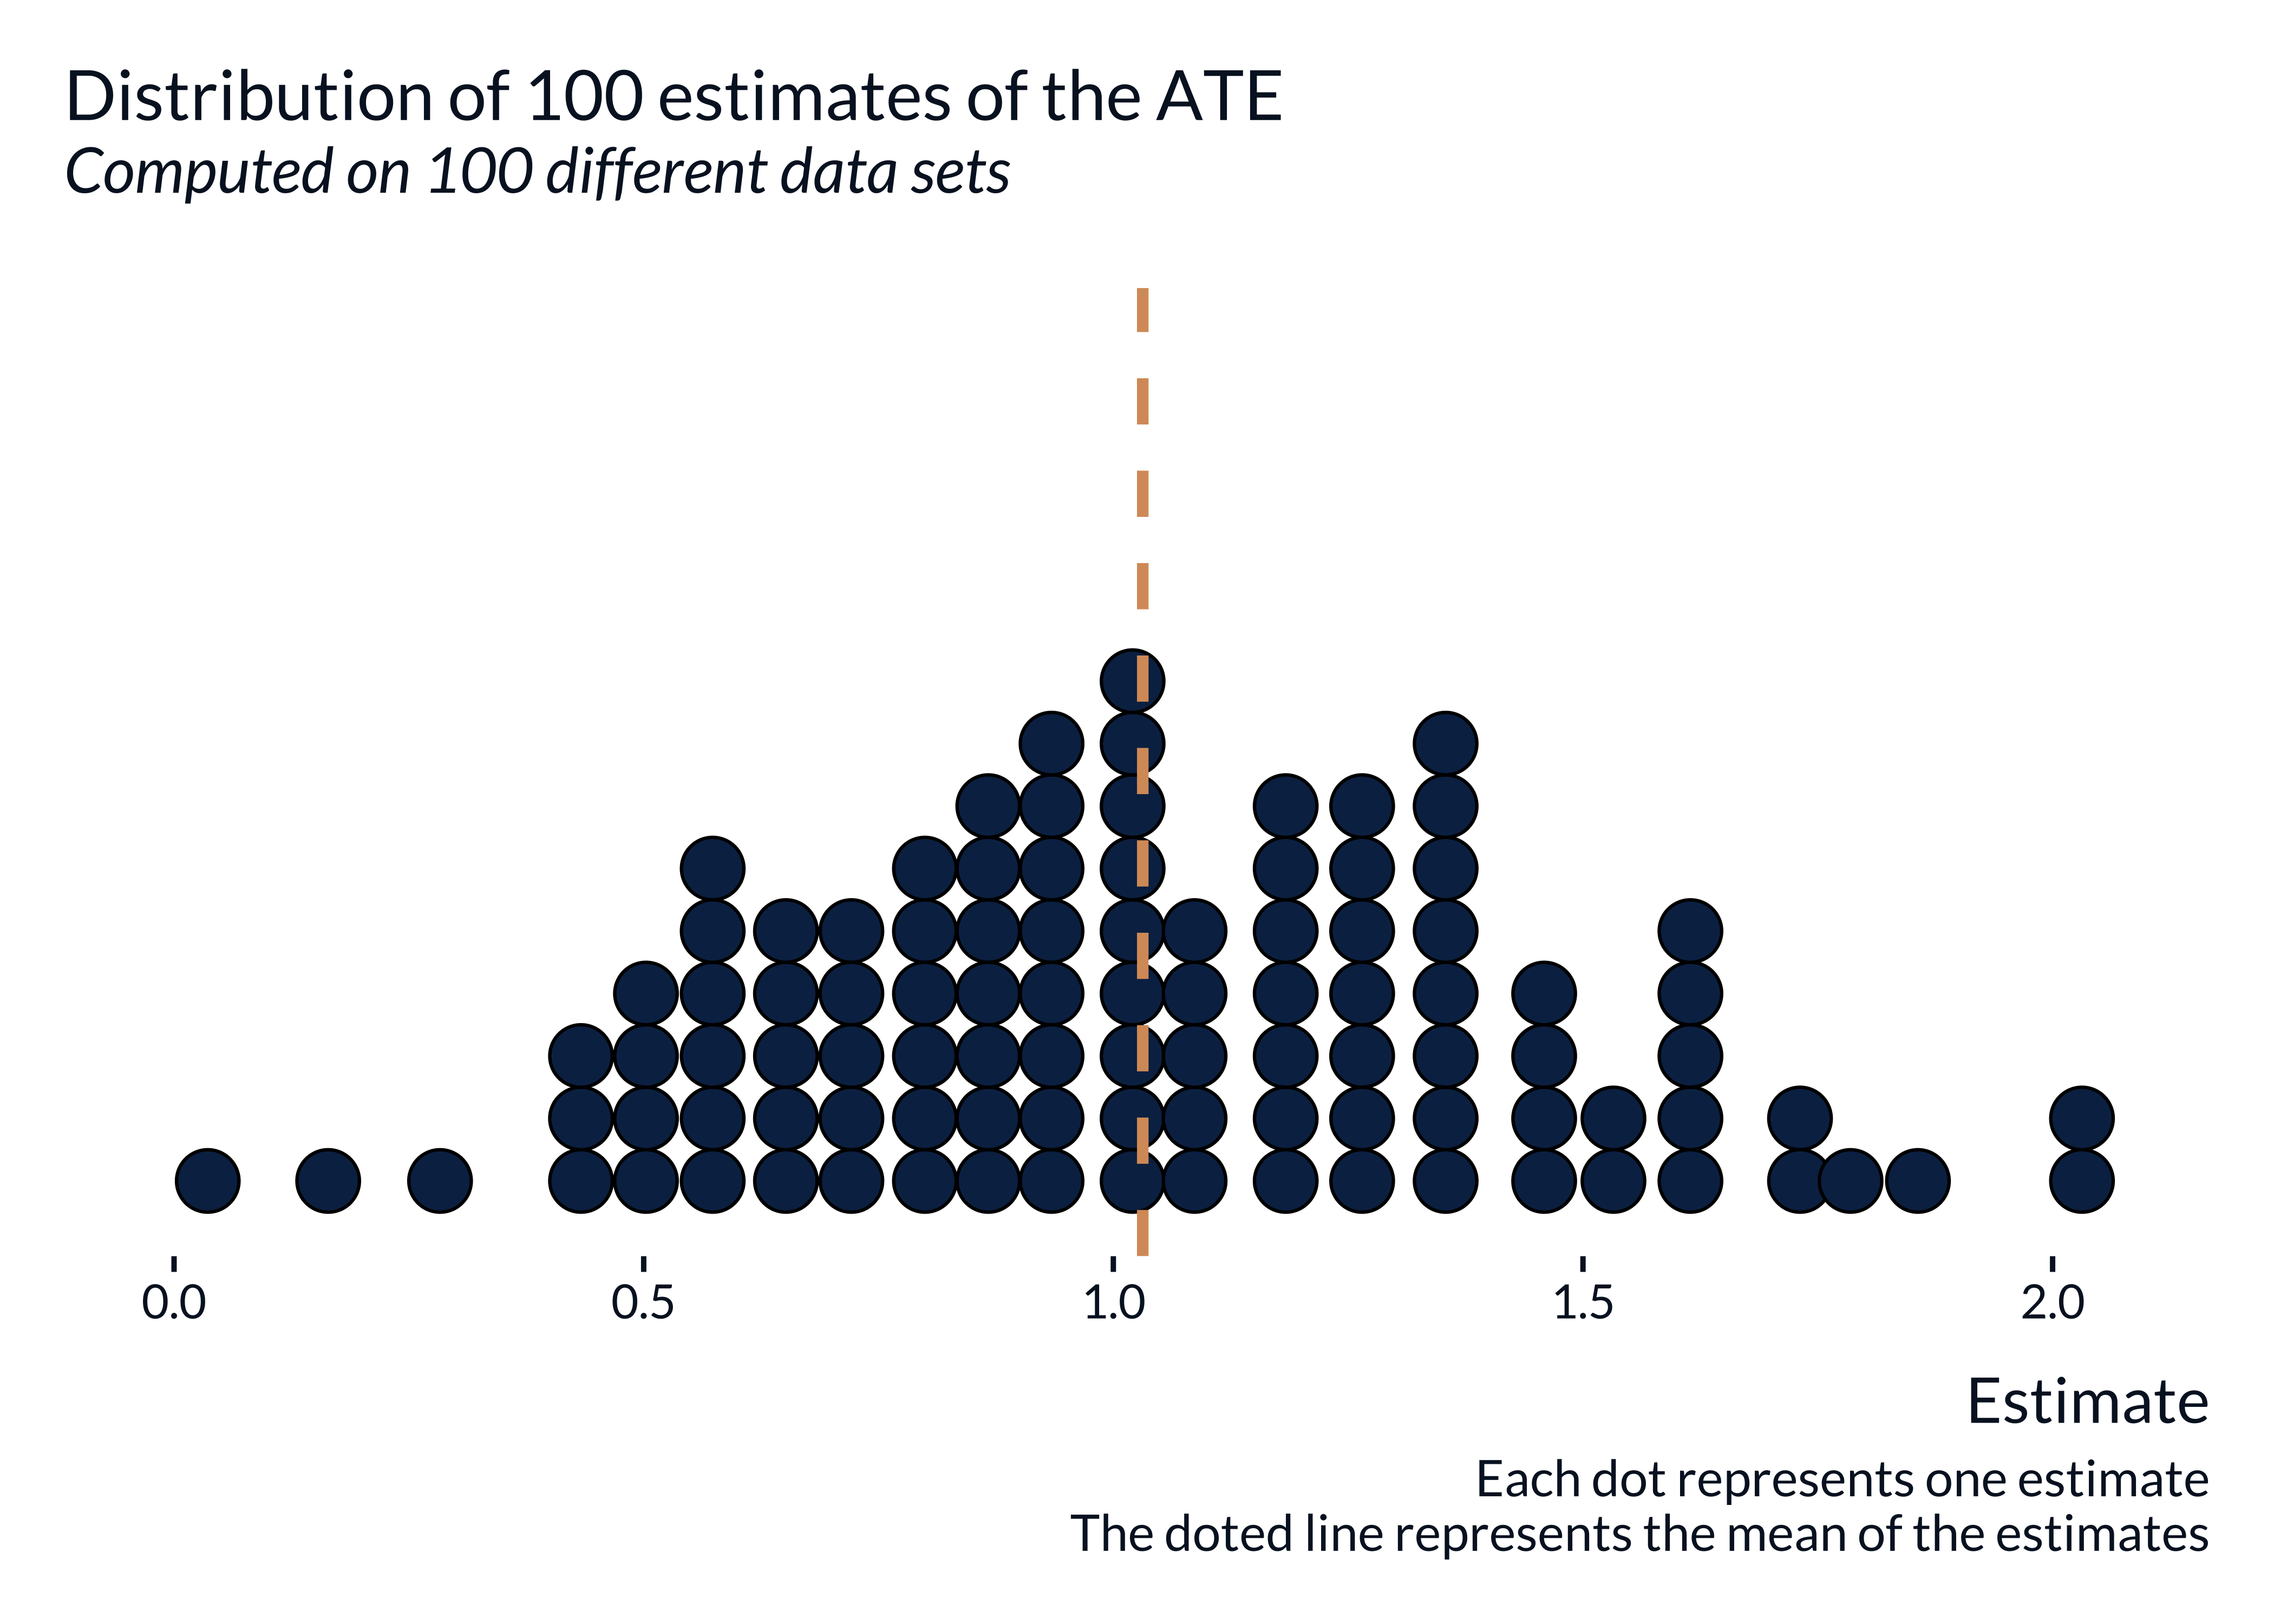 Distribution of 100 estimates of the ATE
Computed on 100 different data sets
0.0 0.5 1.0 1.5 2.0
Estimate
Each dot represents one estimate
The doted line represents the mean of the estimates